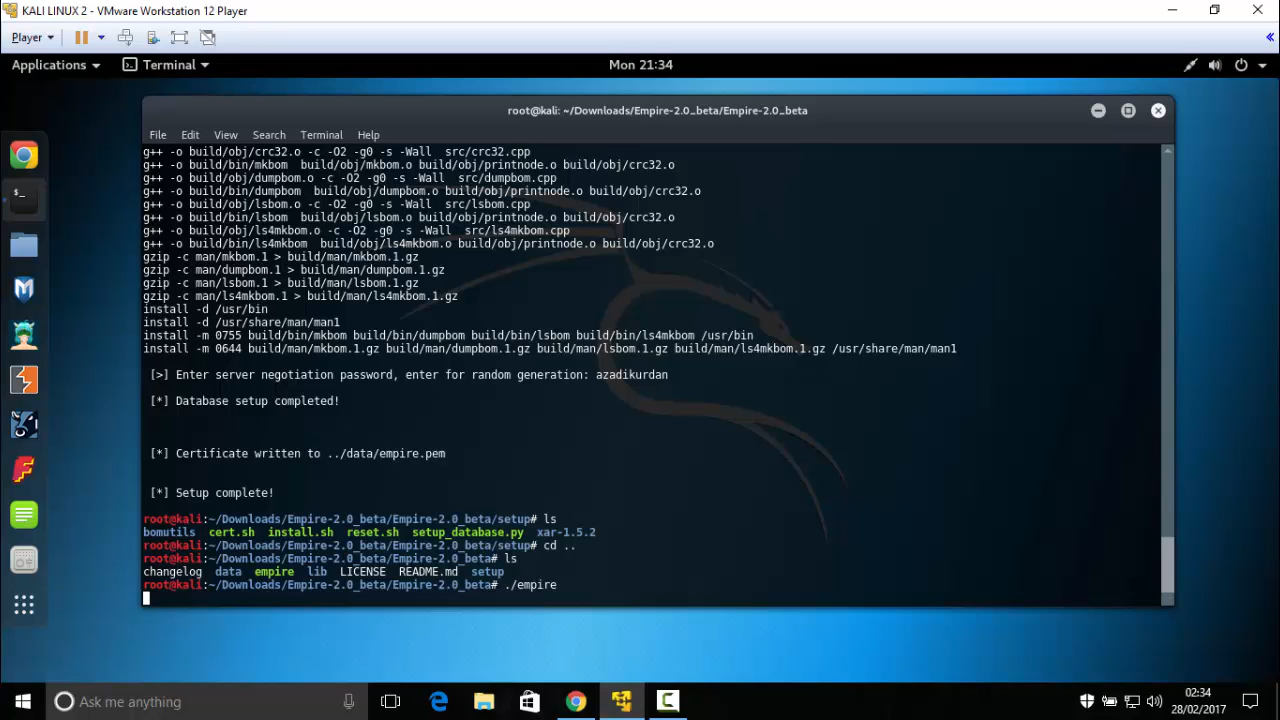 KALI LINUX 2 - VMware Workstation 12 Player
Player
Applications Terminal Mon 21:34
root@kali: ~/Downloads/Empire-2.0_beta/Empire-2.0_beta
File Edit View Search Terminal Help
g++ -o build/obj/crc32.o -c -O2 -g0 -s -Wall src/crc32.cpp
g++ -o build/bin/mkbom build/obj/mkbom.o build/obj/printnode.o build/obj/crc32.o
g++ -o build/obj/dumpbom.o -c -O2 -g0 -s -Wall src/dumpbom.cpp
g++ -o build/bin/dumpbom build/obj/dumpbom.o build/obj/printnode.o build/obj/crc32.o
g++ -o build/obj/lsbom.o -c -O2 -g0 -s -Wall src/lsbom.cpp
g++ -o build/bin/lsbom build/obj/lsbom.o build/obj/printnode.o build/obj/crc32.o
g++ -o build/obj/ls4mkbom.o -c -O2 -g0 -s -Wall src/ls4mkbom.cpp
g++ -o build/bin/ls4mkbom build/obj/ls4mkbom.o build/obj/printnode.o build/obj/crc32.o
gzip -c man/mkbom.1 > build/man/mkbom.1.gz
gzip -c man/dumpbom.1 > build/man/dumpbom.1.gz
gzip -c man/lsbom.1 > build/man/lsbom.1.gz
gzip -c man/ls4mkbom.1 > build/man/ls4mkbom.1.gz
install -d /usr/bin
install -d /usr/share/man/man1
install -m 0755 build/bin/mkbom build/bin/dumpbom build/bin/lsbom build/bin/ls4mkbom /usr/bin
install -m 0644 build/man/mkbom.1.gz build/man/dumpbom.1.gz build/man/lsbom.1.gz build/man/ls4mkbom.1.gz /usr/share/man/man1
[>] Enter server negotiation password, enter for random generation: azadikurdan
[*] Database setup completed!
[*] Certificate written to ../data/empire.pem
[*] Setup complete!
root@kali:~/Downloads/Empire-2.0_beta/Empire-2.0_beta/setup# ls
bomutils cert.sh install.sh reset.sh setup_database.py xar-1.5.2
root@kali:~/Downloads/Empire-2.0_beta/Empire-2.0_beta/setup# cd ..
root@kali:~/Downloads/Empire-2.0_beta/Empire-2.0_beta# ls
changelog data empire lib LICENSE README.md setup
root@kali:~/Downloads/Empire-2.0_beta/Empire-2.0_beta# ./empire
Ask me anything
02:34
28/02/2017